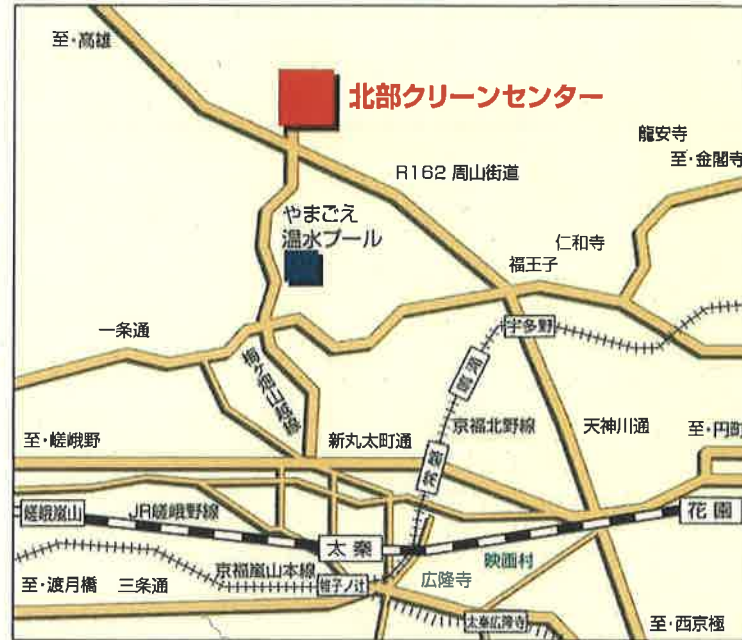 至・高雄
北部クリーンセンター
龍安寺
至・金閣寺
R162 周山街道
やまごえ
温水プール
仁和寺
福王子
宇多野
一条通
梅ヶ畑山越線
鳴滝
京福北野線
天神川通
至・円町
至・嵯峨野
新丸太町通
常盤
嵯峨嵐山
JR嵯峨野線
花園
太秦
映画村
京福嵐山本線
帷子ノ辻
広隆寺
至・渡月橋
三条通
太秦広隆寺
至・西京極